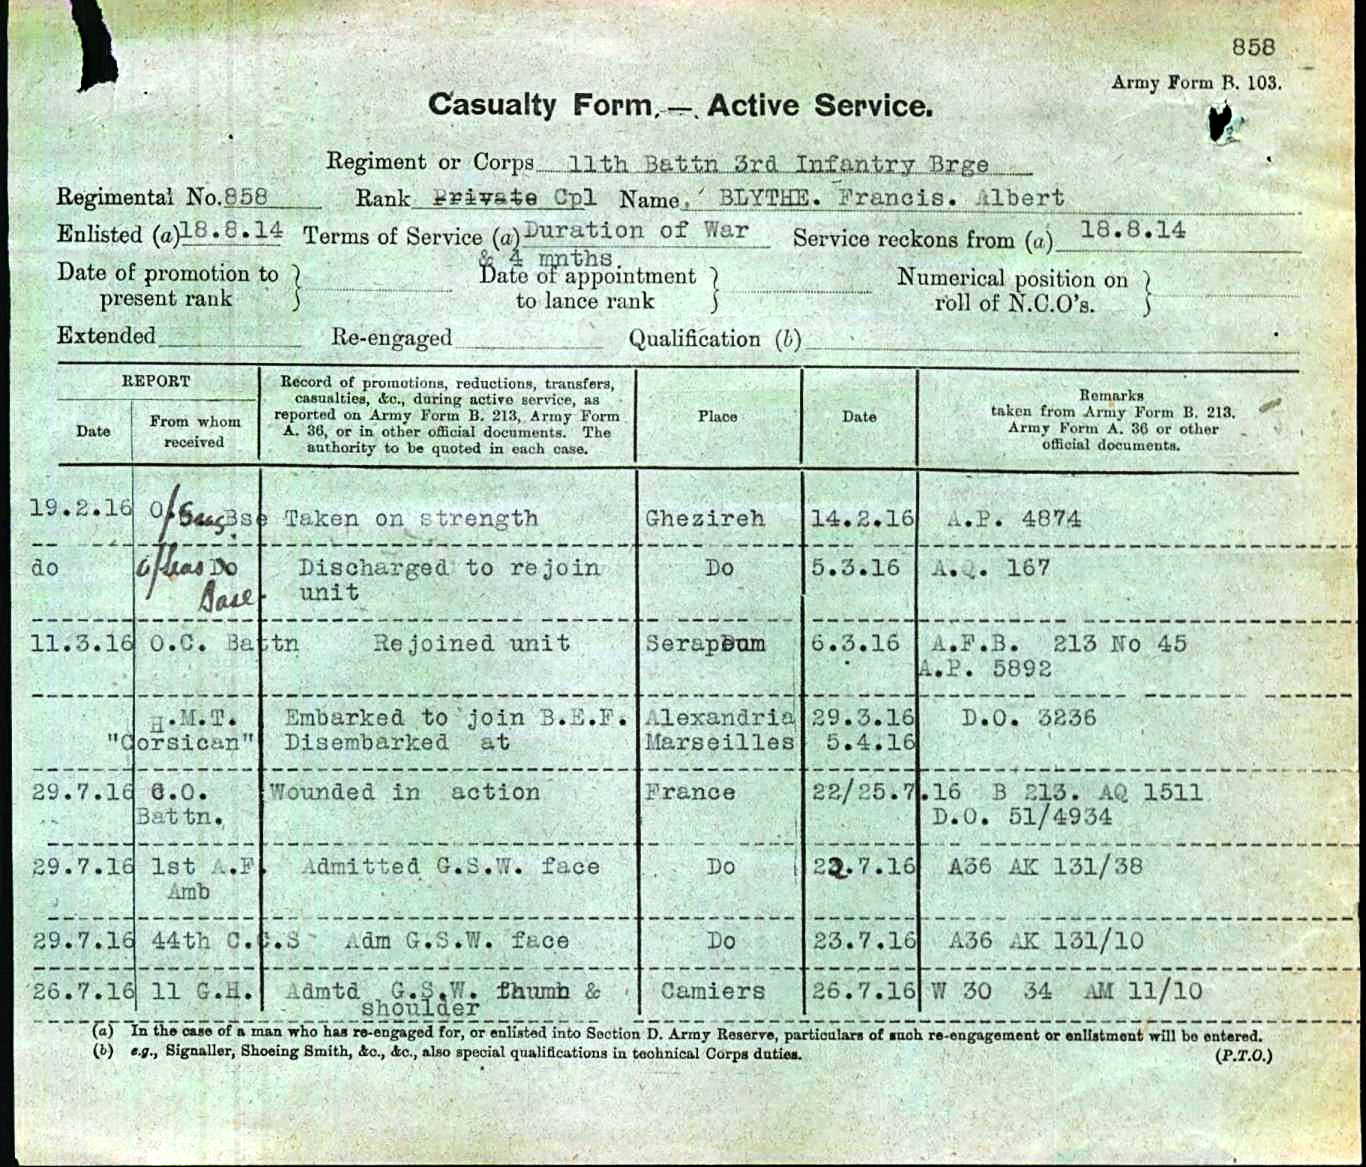 858
Army Form B. 103.
Casualty Form. — Active Service.
Regiment or Corps 11th Battn 3rd Infantry Brge
Regimental No. 858 Rank Private Cpl Name, BLYTHE. Francis. Albert
Enlisted (a) 18.8.14 Terms of Service (a) Duration of War Service reckons from (a) 18.8.14
& 4 mnths
Date of promotion to present rank Date of appointment to lance rank Numerical position on roll of N.C.O's.
Extended Re-engaged Qualification (b)
REPORT
Date
From whom received
Record of promotions, reductions, transfers,
casualties, &c., during active service, as
reported on Army Form B. 213, Army Form
A. 36, or in other official documents. The
authority to be quoted in each case.
Place
Date
Remarks
taken from Army Form B. 213,
Army Form A. 36 or other
official documents.
19.2.16 Bse Taken on strength Ghezireh 14.2.16 A.P. 4874
do Do Discharged to rejoin Do 5.3.16 A.Q. 167
Base unit
11.3.16 O.C. Battn Rejoined unit Serapeum 6.3.16 A.F.B. 213 No 45
A.P. 5892
H.M.T. Embarked to join B.E.F. Alexandria 29.3.16 D.O. 3236
"Corsican" Disembarked at Marseilles 5.4.16
29.7.16 C.O. Wounded in action France 22/25.7.16 B 213. AQ 1511
Battn. D.O. 51/4934
29.7.16 1st A.F. Admitted G.S.W. face Do 22.7.16 A36 AK 131/38
Amb
29.7.16 44th C.C.S Adm G.S.W. face Do 23.7.16 A36 AK 131/10
26.7.16 11 G.H. Admtd G.S.W. thumb & Camiers 26.7.16 W 30 34 AM 11/10
shoulder
(a) In the case of a man who has re-engaged for, or enlisted into Section D. Army Reserve, particulars of such re-engagement or enlistment will be entered.
(b) e.g., Signaller, Shoeing Smith, &c., &c., also special qualifications in technical Corps duties.
(P.T.O.)